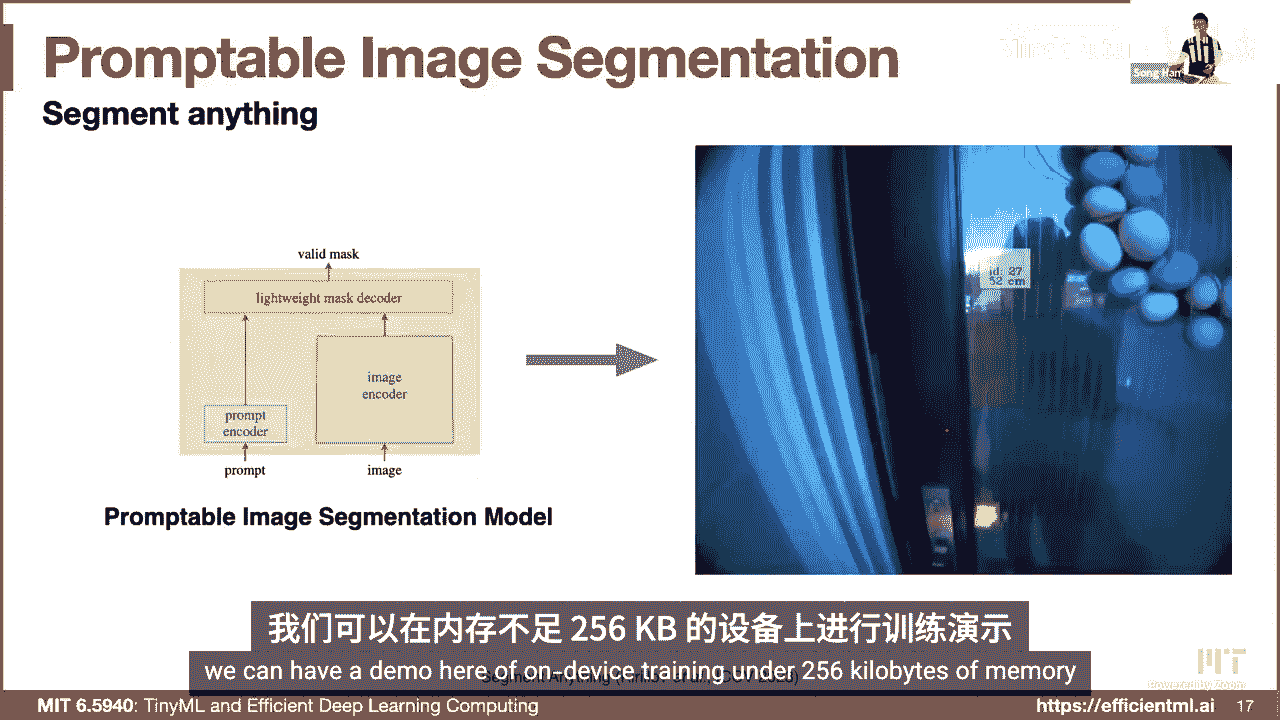 Promptable Image Segmentation
Segment anything
valid mask
lightweight mask decoder
image
encoder
prompt
encoder
prompt
image
Promptable Image Segmentation Model
id: 27
52 cm
我们可以在内存不足 256 KB 的设备上进行训练演示
we can have a demo here of on-device training under 256 kilobytes of memory
Powered by Zoom
MIT 6.5940: TinyML and Efficient Deep Learning Computing
https://efficientml.ai
17